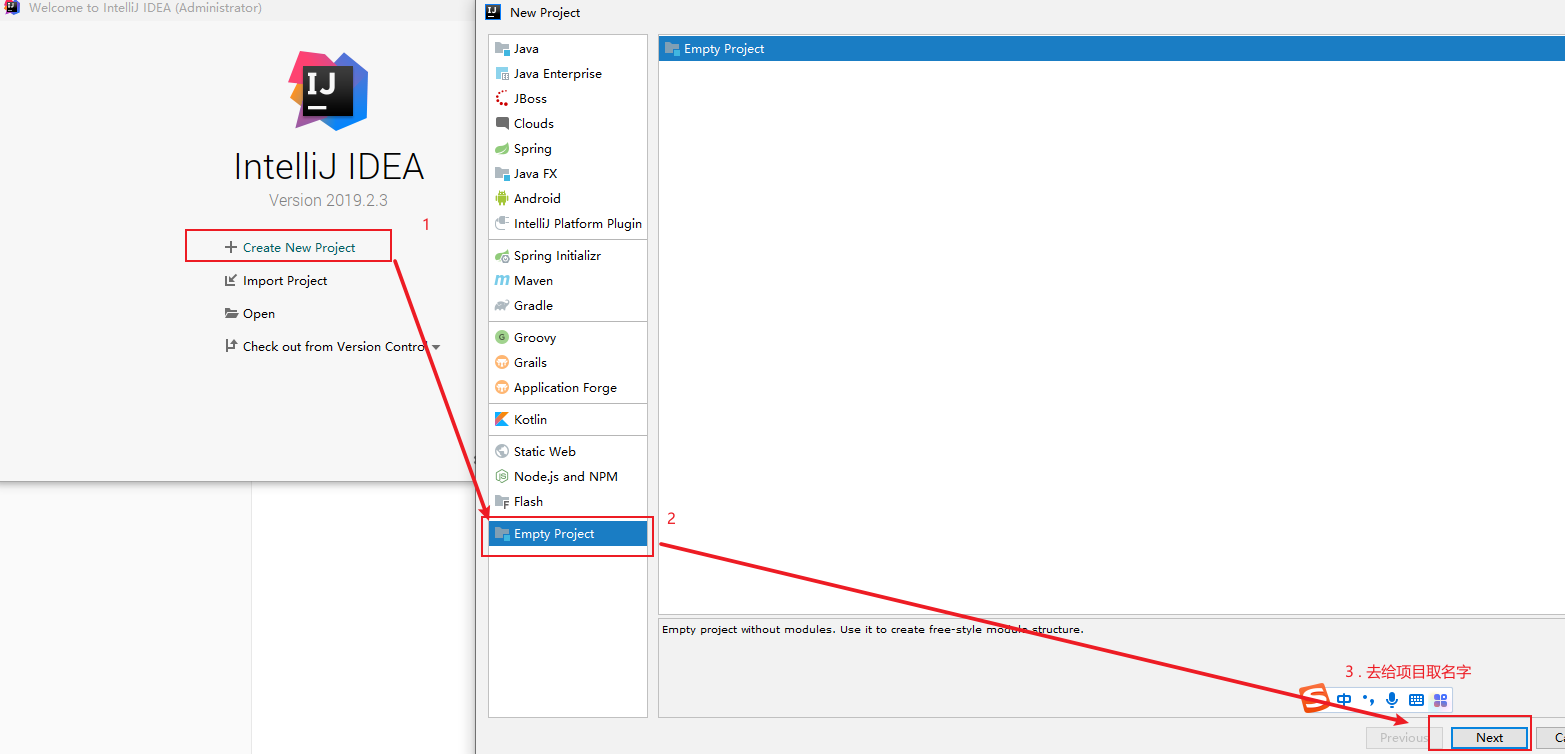 Welcome to IntelliJ IDEA (Administrator)
IJ
IntelliJ IDEA
Version 2019.2.3
1
Create New Project
Import Project
Open
Check out from Version Control
New Project
Java
Java Enterprise
JBoss
Clouds
Spring
Java FX
Android
IntelliJ Platform Plugin
Spring Initializr
Maven
Gradle
Groovy
Grails
Application Forge
Kotlin
Static Web
Node.js and NPM
Flash
Empty Project
2
Empty Project
Empty project without modules. Use it to create free-style module structure.
3 . 去给项目取名字
中
Previous
Next